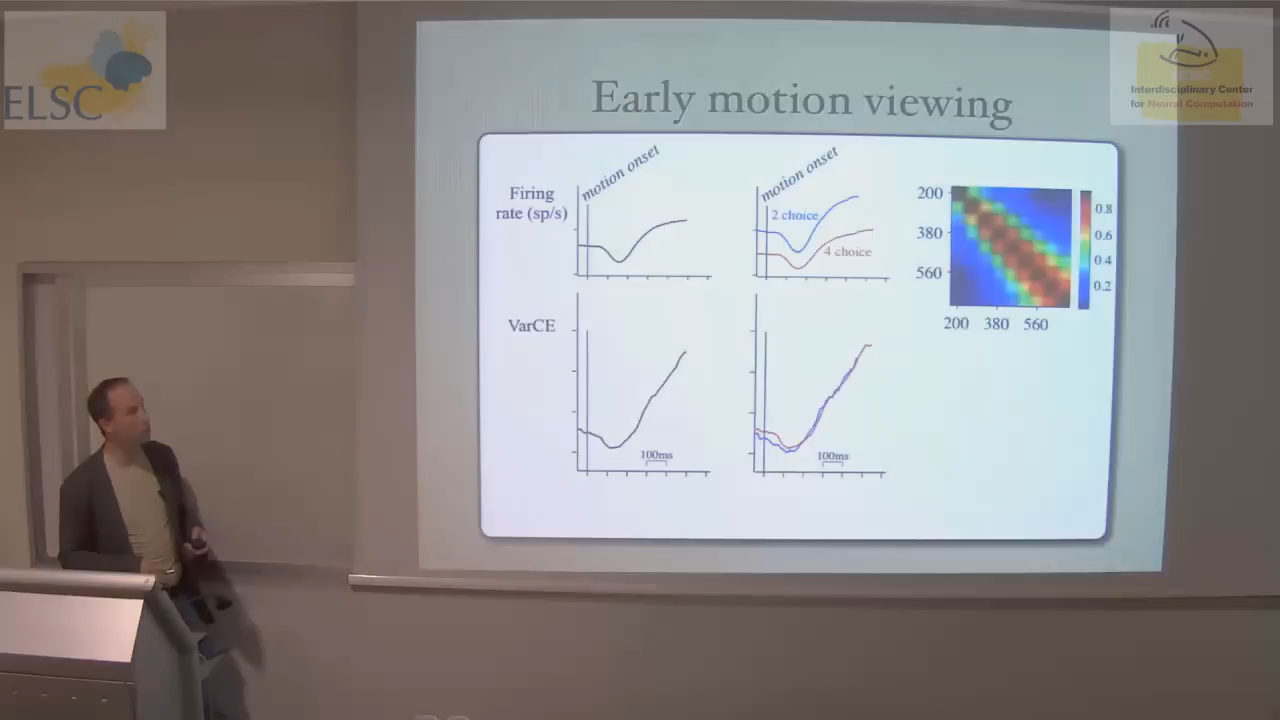 ELSC
Interdisciplinary Center
for Neural Computation
Early motion viewing
Firing
rate (sp/s)
motion onset
motion onset
2 choice
4 choice
200
380
560
0.8
0.6
0.4
0.2
200 380 560
VarCE
100ms
100ms